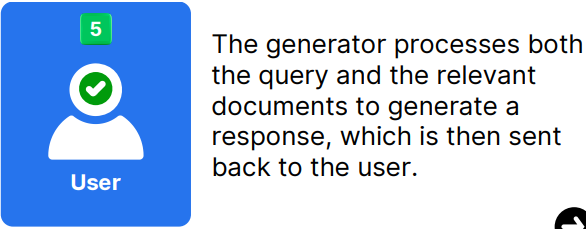 5
User
The generator processes both
the query and the relevant
documents to generate a
response, which is then sent
back to the user.